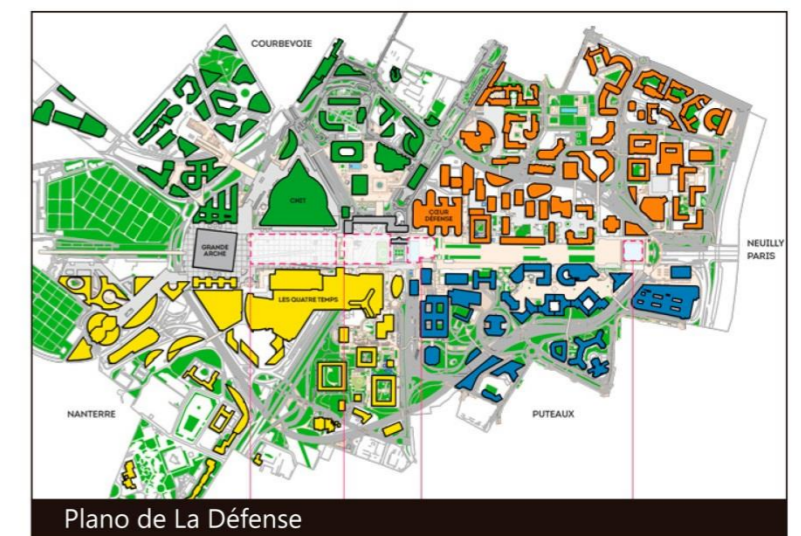 COURBEVOIE
CNIT
CŒUR
DÉFENSE
GRANDE
ARCHE
NEUILLY
PARIS
LES QUATRE TEMPS
NANTERRE
PUTEAUX
Plano de La Défense